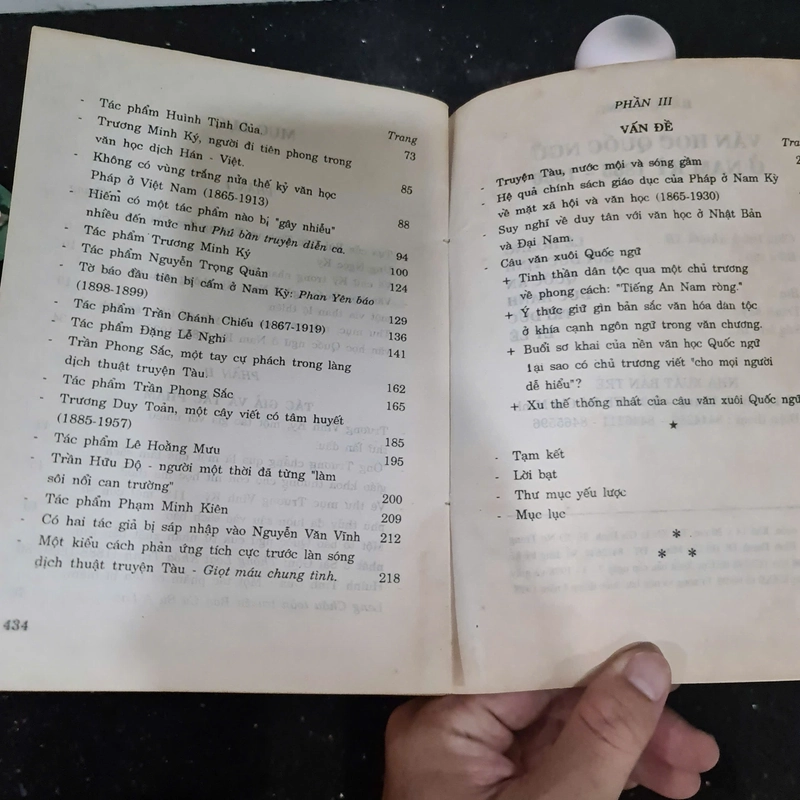 Trang
- Tác phẩm Huình Tịnh Của. 73
- Trương Minh Ký, người đi tiên phong trong
văn học dịch Hán - Việt. 85
- Không có vùng trắng nửa thế kỷ văn học
Pháp ở Việt Nam (1865-1913) 88
- Hiếm có một tác phẩm nào bị "gây nhiễu"
nhiều đến mức như Phú bần truyện diễn ca. 94
- Tác phẩm Trương Minh Ký 100
- Tác phẩm Nguyễn Trọng Quản 124
- Tờ báo đầu tiên bị cấm ở Nam Kỳ: Phan Yên báo
(1898-1899) 129
- Tác phẩm Trần Chánh Chiếu (1867-1919) 136
- Tác phẩm Đặng Lễ Nghi 141
- Trần Phong Sắc, một tay cự phách trong làng
dịch thuật truyện Tàu. 162
- Tác phẩm Trần Phong Sắc 165
- Trương Duy Toản, một cây viết có tâm huyết
(1885-1957) 185
- Tác phẩm Lê Hoằng Mưu 195
- Trần Hữu Độ - người một thời đã từng "làm
sôi nổi can trường" 200
- Tác phẩm Phạm Minh Kiên 209
- Có hai tác giả bị sáp nhập vào Nguyễn Văn Vĩnh 212
- Một kiểu cách phản ứng tích cực trước làn sóng
dịch thuật truyện Tàu - Giọt máu chung tình. 218
434
PHẦN III
VẤN ĐỀ
Trang
- Truyện Tàu, nước mội và sóng gầm
- Hệ quả chính sách giáo dục của Pháp ở Nam Kỳ
về mặt xã hội và văn học (1865-1930)
- Suy nghĩ về duy tân với văn học ở Nhật Bản
và Đại Nam.
- Câu văn xuôi Quốc ngữ
+ Tinh thần dân tộc qua một chủ trương
về phong cách: "Tiếng An Nam ròng."
+ Ý thức giữ gìn bản sắc văn hóa dân tộc
ở khía cạnh ngôn ngữ trong văn chương.
+ Buổi sơ khai của nền văn học Quốc ngữ
tại sao có chủ trương viết "cho mọi người
dễ hiểu"?
+ Xu thế thống nhất của câu văn xuôi Quốc ngữ
- Tạm kết
- Lời bạt
- Thư mục yếu lược
- Mục lục